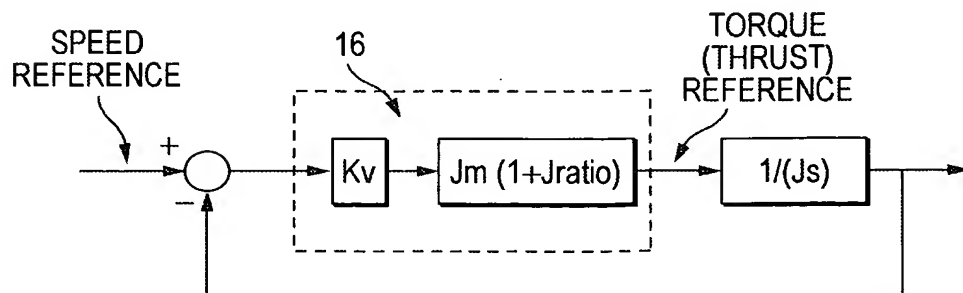 SPEED
REFERENCE
16
TORQUE
(THRUST)
REFERENCE
+
−
Kv
Jm (1+Jratio)
1/(Js)